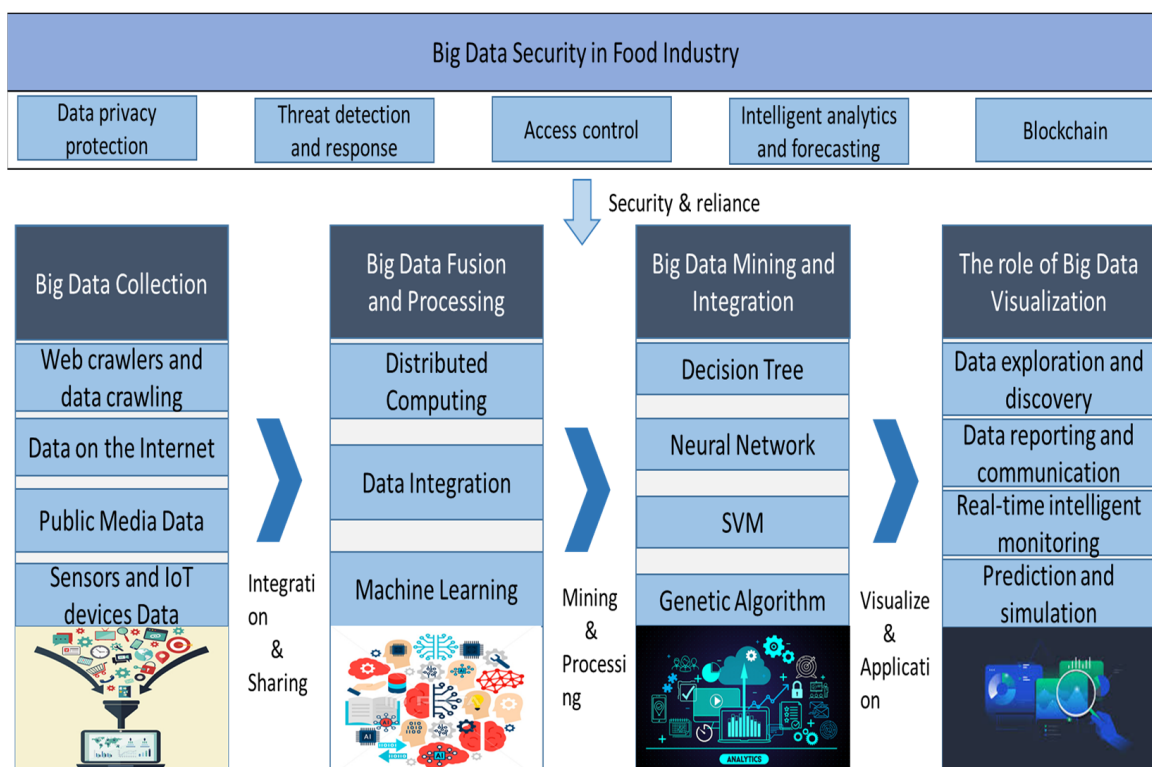 Big Data Security in Food Industry
Data privacy
protection
Threat detection
and response
Access control
Intelligent analytics
and forecasting
Blockchain
Security & reliance
Big Data Collection
Web crawlers and
data crawling
Data on the Internet
Public Media Data
Sensors and IoT
devices Data
Integrati
on
&
Sharing
Big Data Fusion
and Processing
Distributed
Computing
Data Integration
Machine Learning
AI
AI
AI
Mining
&
Processi
ng
Big Data Mining and
Integration
Decision Tree
Neural Network
SVM
Genetic Algorithm
ANALYTICS
Visualize
&
Applicati
on
The role of Big Data
Visualization
Data exploration and
discovery
Data reporting and
communication
Real-time intelligent
monitoring
Prediction and
simulation